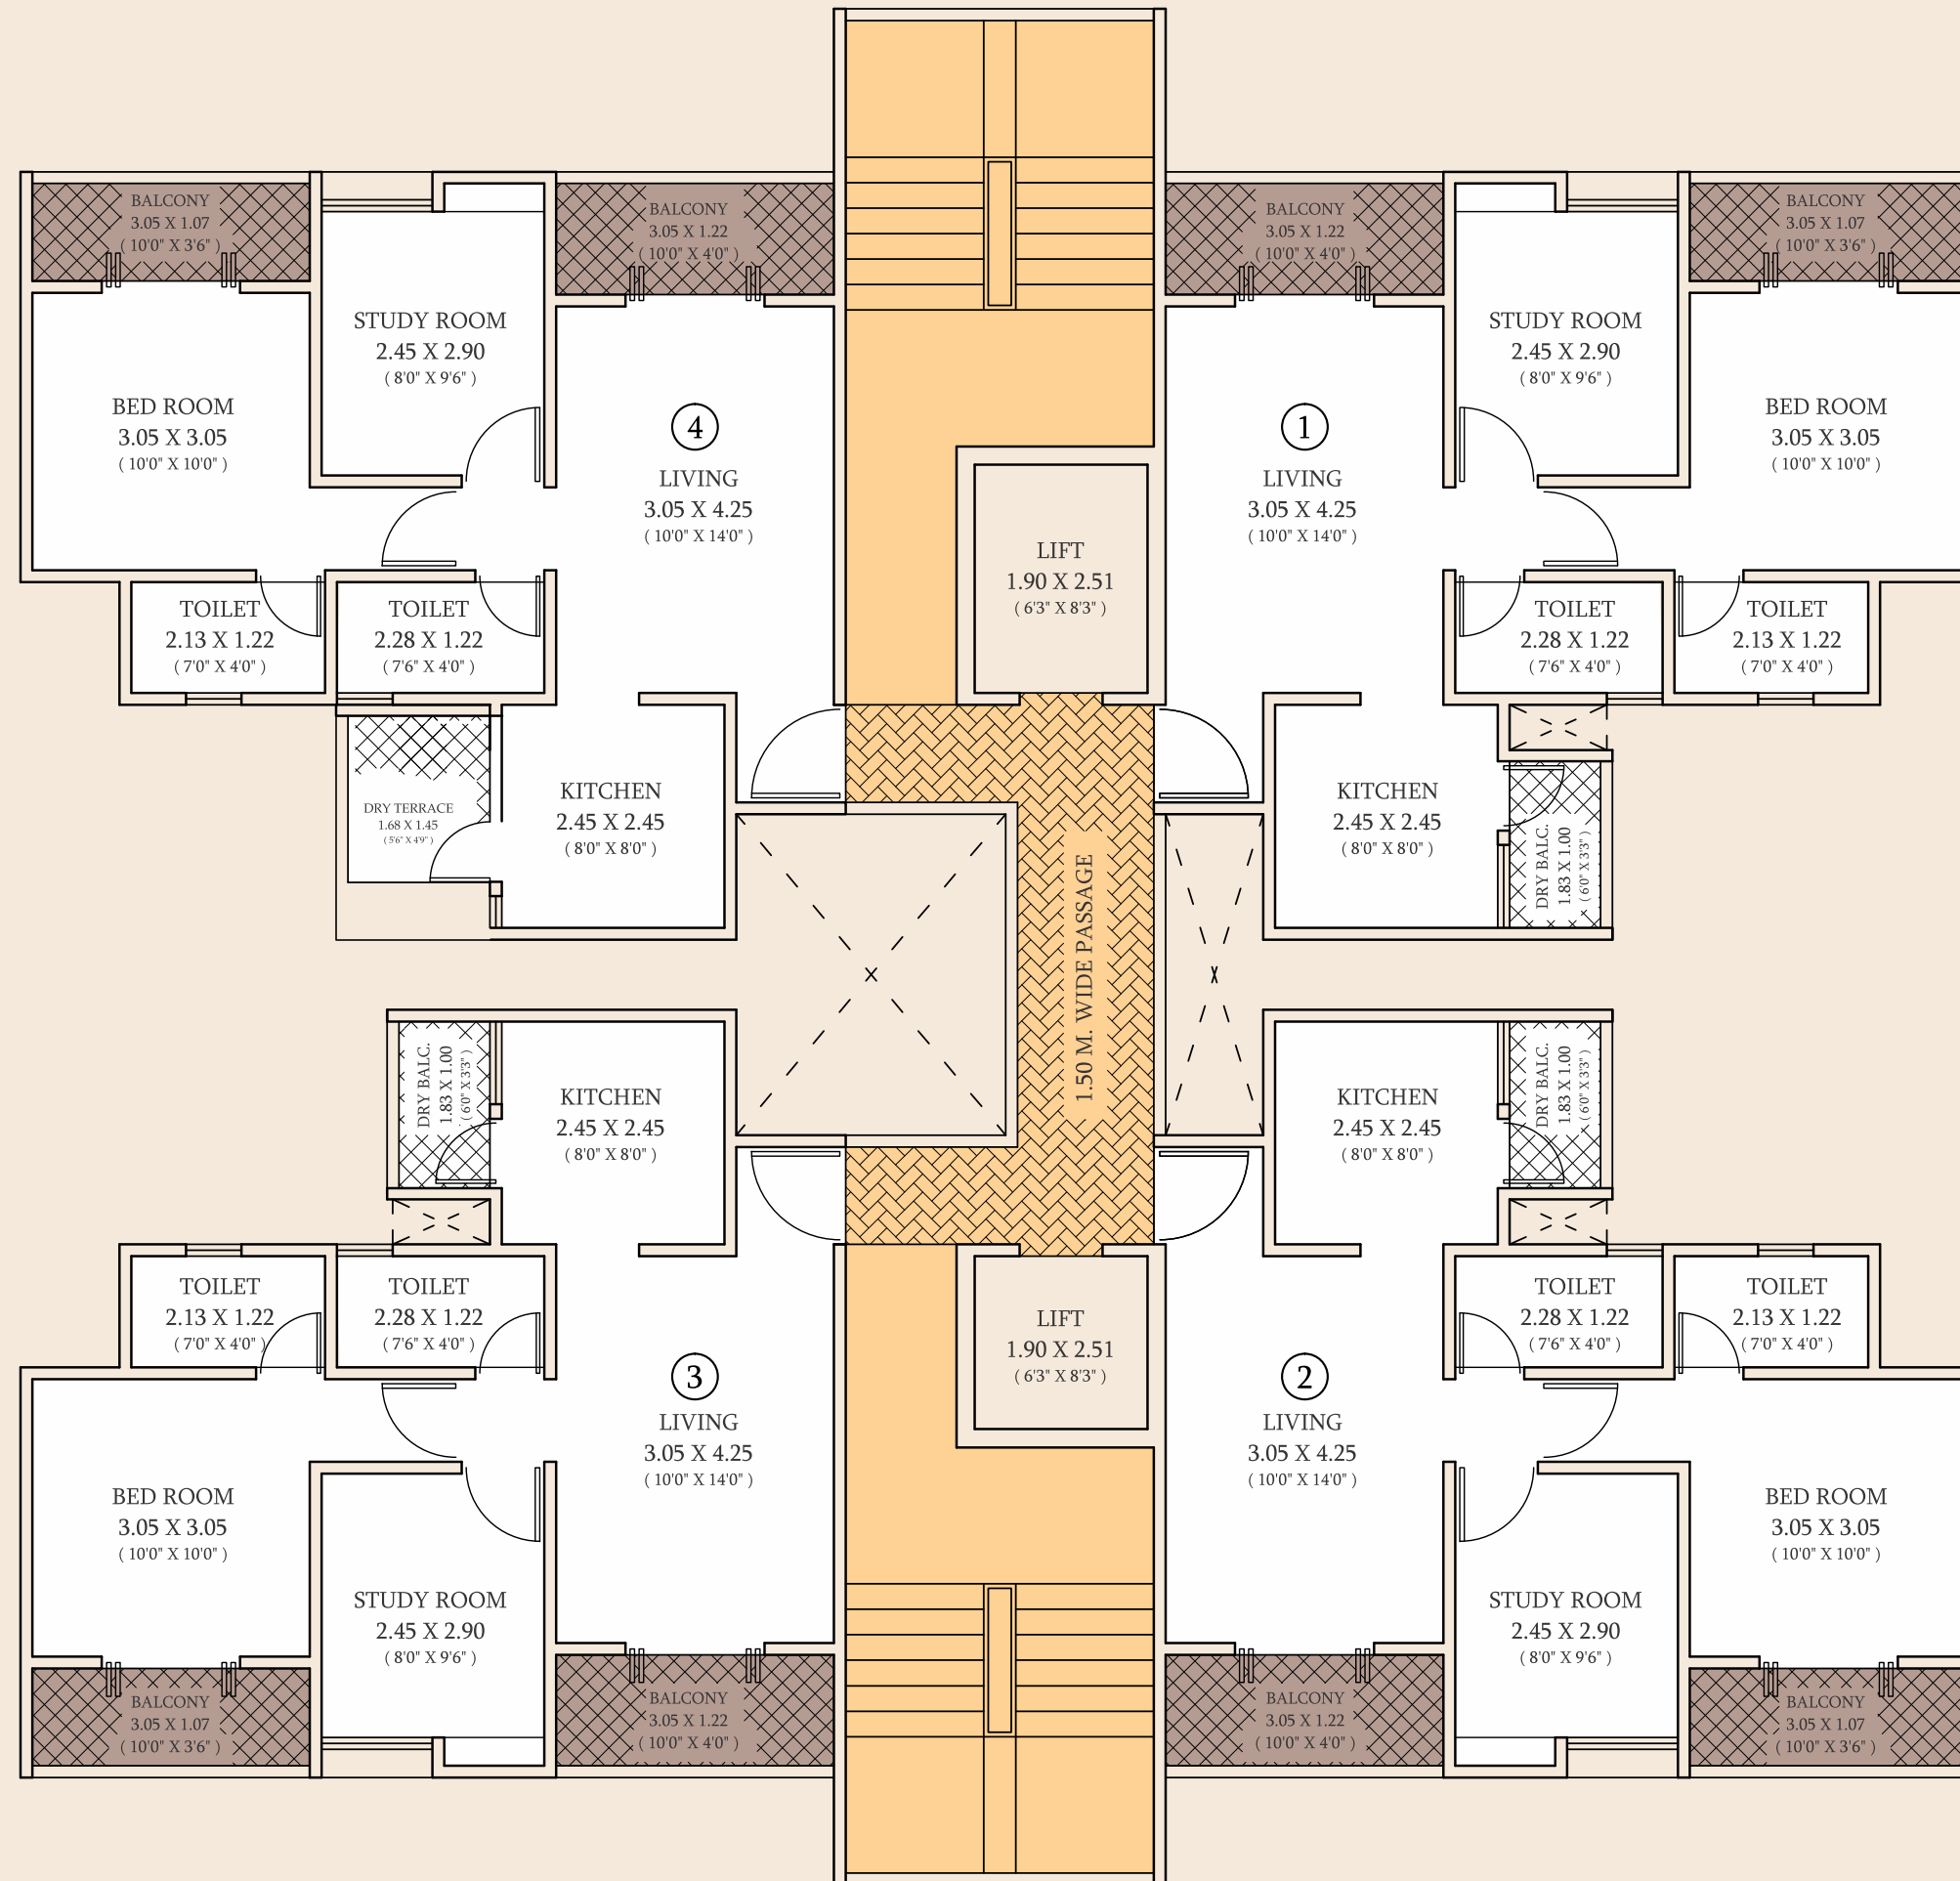 BALCONY
3.05 X 1.07
( 10'0" X 3'6" )
BALCONY
3.05 X 1.22
(10'0" X 4'0" )
BALCONY
3.05 X 1.22
(10'0" X 4'0" )
BALCONY
3.05 X 1.07
( 10'0" X 3'6" )
STUDY ROOM
2.45 X 2.90
( 8'0" X 9'6" )
STUDY ROOM
2.45 X 2.90
( 8'0" X 9'6" )
BED ROOM
3.05 X 3.05
( 10'0" X 10'0" )
4
LIVING
3.05 X 4.25
( 10'0" X 14'0" )
1
LIVING
3.05 X 4.25
(10'0" X 14'0" )
BED ROOM
3.05 X 3.05
(10'0" X 10'0" )
LIFT
1.90 X 2.51
( 6'3" X 8'3" )
TOILET
2.13 X 1.22
( 7'0" X 4'0" )
TOILET
2.28 X 1.22
( 7'6" X 4'0" )
TOILET
2.28 X 1.22
( 7'6" X 4'0" )
TOILET
2.13 X 1.22
( 7'0" X 4'0" )
DRY TERRACE
1.68 X 1.45
( 5'6" X 4'9" )
KITCHEN
2.45 X 2.45
( 8'0" X 8'0" )
KITCHEN
2.45 X 2.45
( 8'0" X 8'0" )
DRY BALC.
1.83 X 1.00
( 6'0" X 3'3" )
1.50 M. WIDE PASSAGE
DRY BALC.
1.83 X 1.00
( 6'0" X 3'3" )
KITCHEN
2.45 X 2.45
( 8'0" X 8'0" )
KITCHEN
2.45 X 2.45
( 8'0" X 8'0" )
DRY BALC.
1.83 X 1.00
( 6'0" X 3'3" )
TOILET
2.13 X 1.22
( 7'0" X 4'0" )
TOILET
2.28 X 1.22
( 7'6" X 4'0" )
LIFT
1.90 X 2.51
( 6'3" X 8'3" )
TOILET
2.28 X 1.22
( 7'6" X 4'0" )
TOILET
2.13 X 1.22
( 7'0" X 4'0" )
3
LIVING
3.05 X 4.25
(10'0" X 14'0" )
2
LIVING
3.05 X 4.25
(10'0" X 14'0" )
BED ROOM
3.05 X 3.05
( 10'0" X 10'0" )
BED ROOM
3.05 X 3.05
(10'0" X 10'0" )
STUDY ROOM
2.45 X 2.90
( 8'0" X 9'6" )
STUDY ROOM
2.45 X 2.90
( 8'0" X 9'6" )
BALCONY
3.05 X 1.07
( 10'0" X 3'6" )
BALCONY
3.05 X 1.22
(10'0" X 4'0" )
BALCONY
3.05 X 1.22
(10'0" X 4'0" )
BALCONY
3.05 X 1.07
( 10'0" X 3'6" )